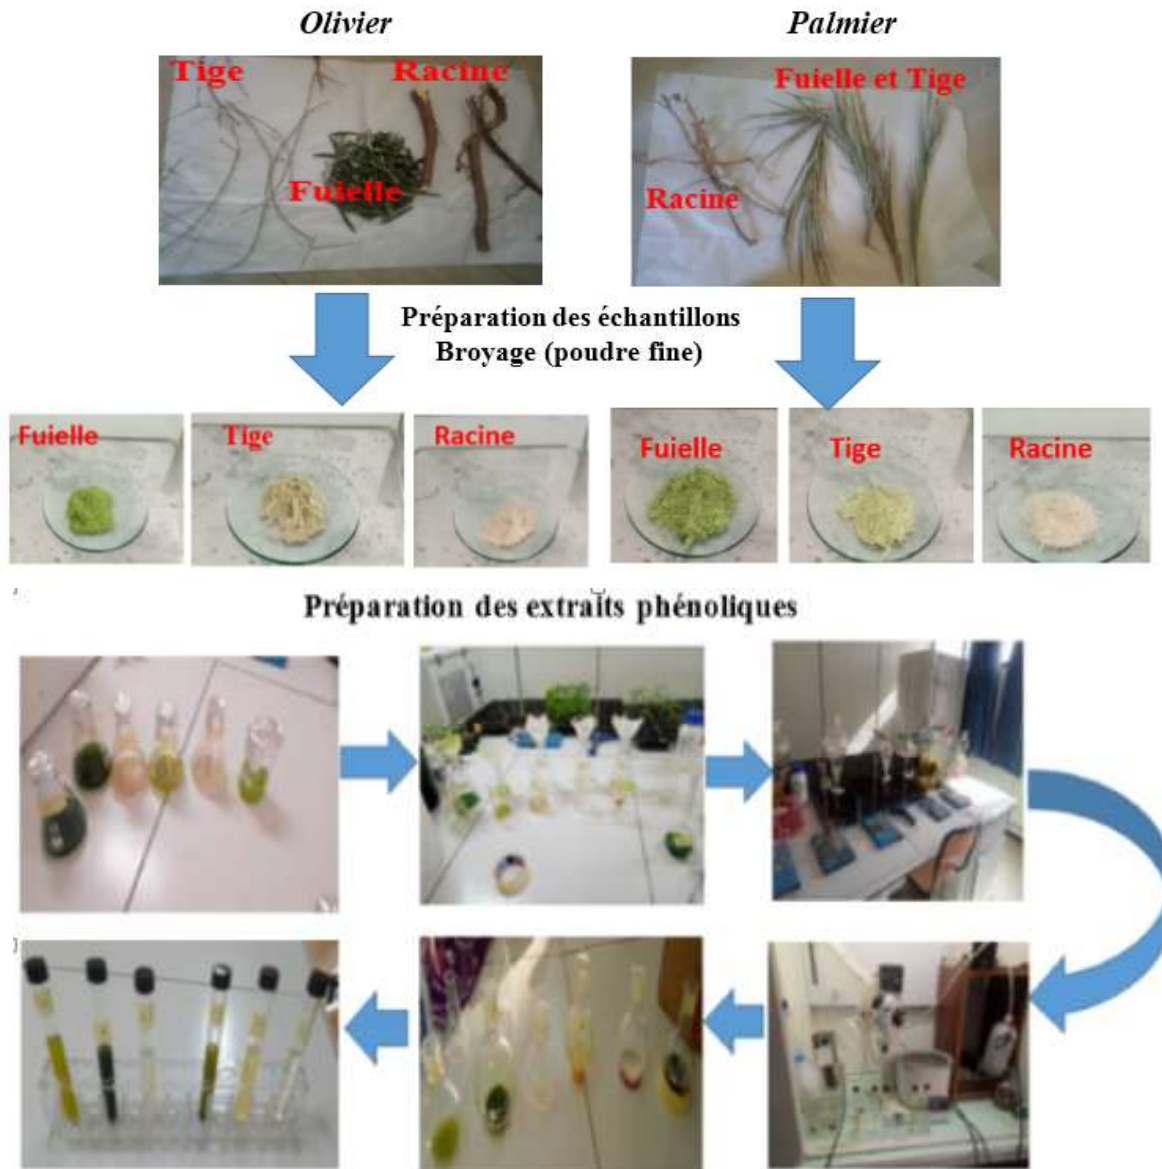 Olivier
Palmier
Tige
Racine
Fuielle
Fuielle et Tige
Racine
Préparation des échantillons
Broyage (poudre fine)
Fuielle
Tige
Racine
Fuielle
Tige
Racine
Préparation des extraits phénoliques